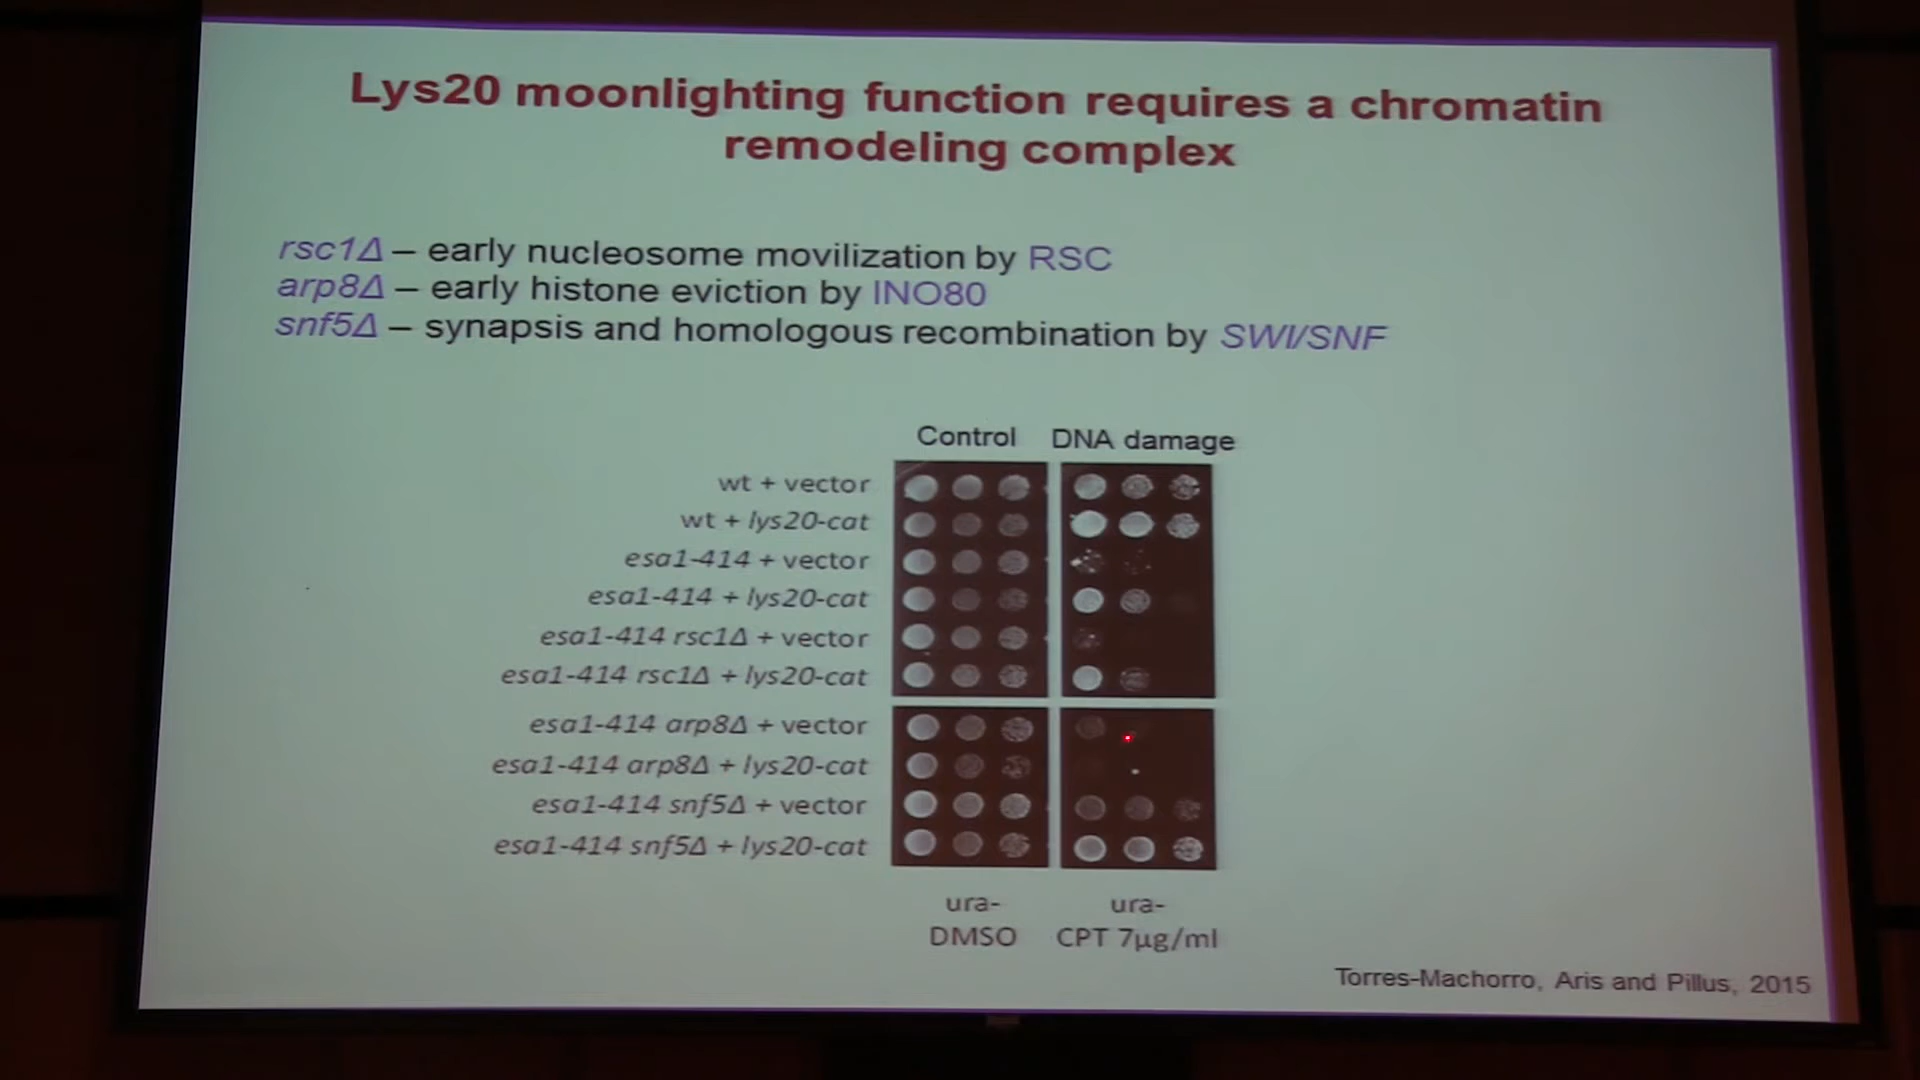 Lys20 moonlighting function requires a chromatin
remodeling complex
rsc1Δ – early nucleosome movilization by RSC
arp8Δ – early histone eviction by INO80
snf5Δ – synapsis and homologous recombination by SWI/SNF
Control DNA damage
wt + vector
wt + lys20-cat
esa1-414 + vector
esa1-414 + lys20-cat
esa1-414 rsc1Δ + vector
esa1-414 rsc1Δ + lys20-cat
esa1-414 arp8Δ + vector
esa1-414 arp8Δ + lys20-cat
esa1-414 snf5Δ + vector
esa1-414 snf5Δ + lys20-cat
ura- ura-
DMSO CPT 7µg/ml
Torres-Machorro, Aris and Pillus, 2015